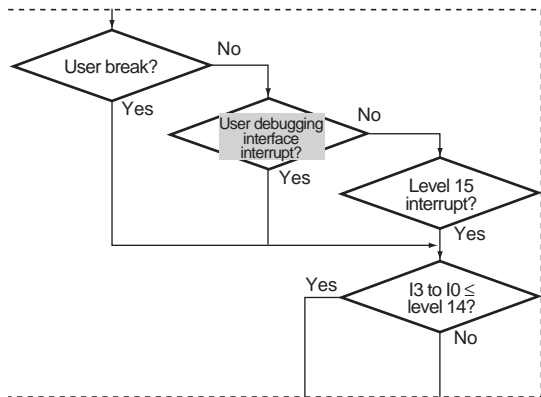 User break?
No
Yes
User debugging
interface
interrupt?
No
Yes
Level 15
interrupt?
Yes
I3 to I0 ≦
level 14?
Yes
No